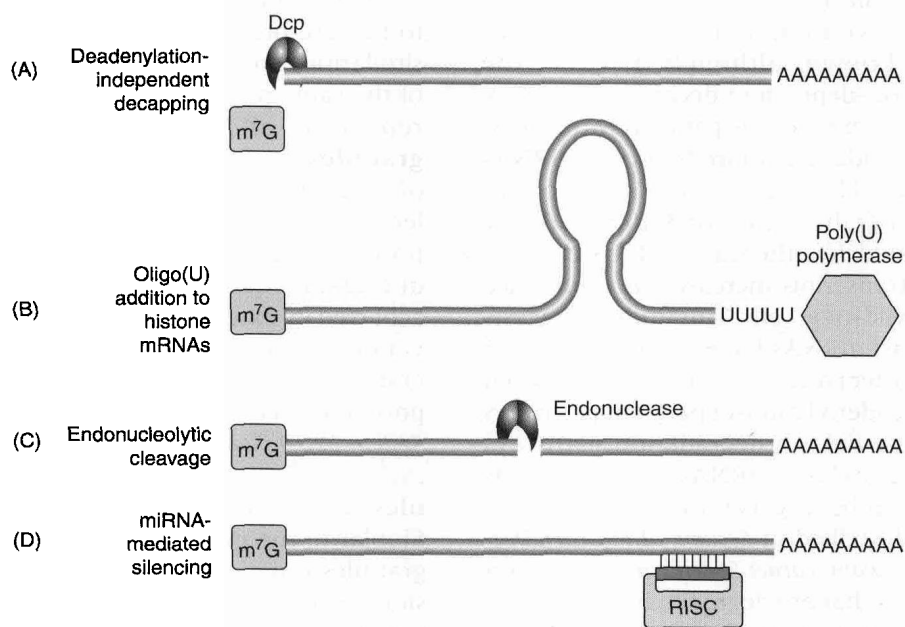 Dcp
(A)
Deadenylation-
independent
decapping
AAAAAAAAA
m⁷G
Poly(U)
polymerase
(B)
Oligo(U)
addition to
histone
mRNAs
m⁷G
UUUUU
Endonuclease
(C)
Endonucleolytic
cleavage
m⁷G
AAAAAAAAA
(D)
miRNA-
mediated
silencing
m⁷G
AAAAAAAAA
RISC